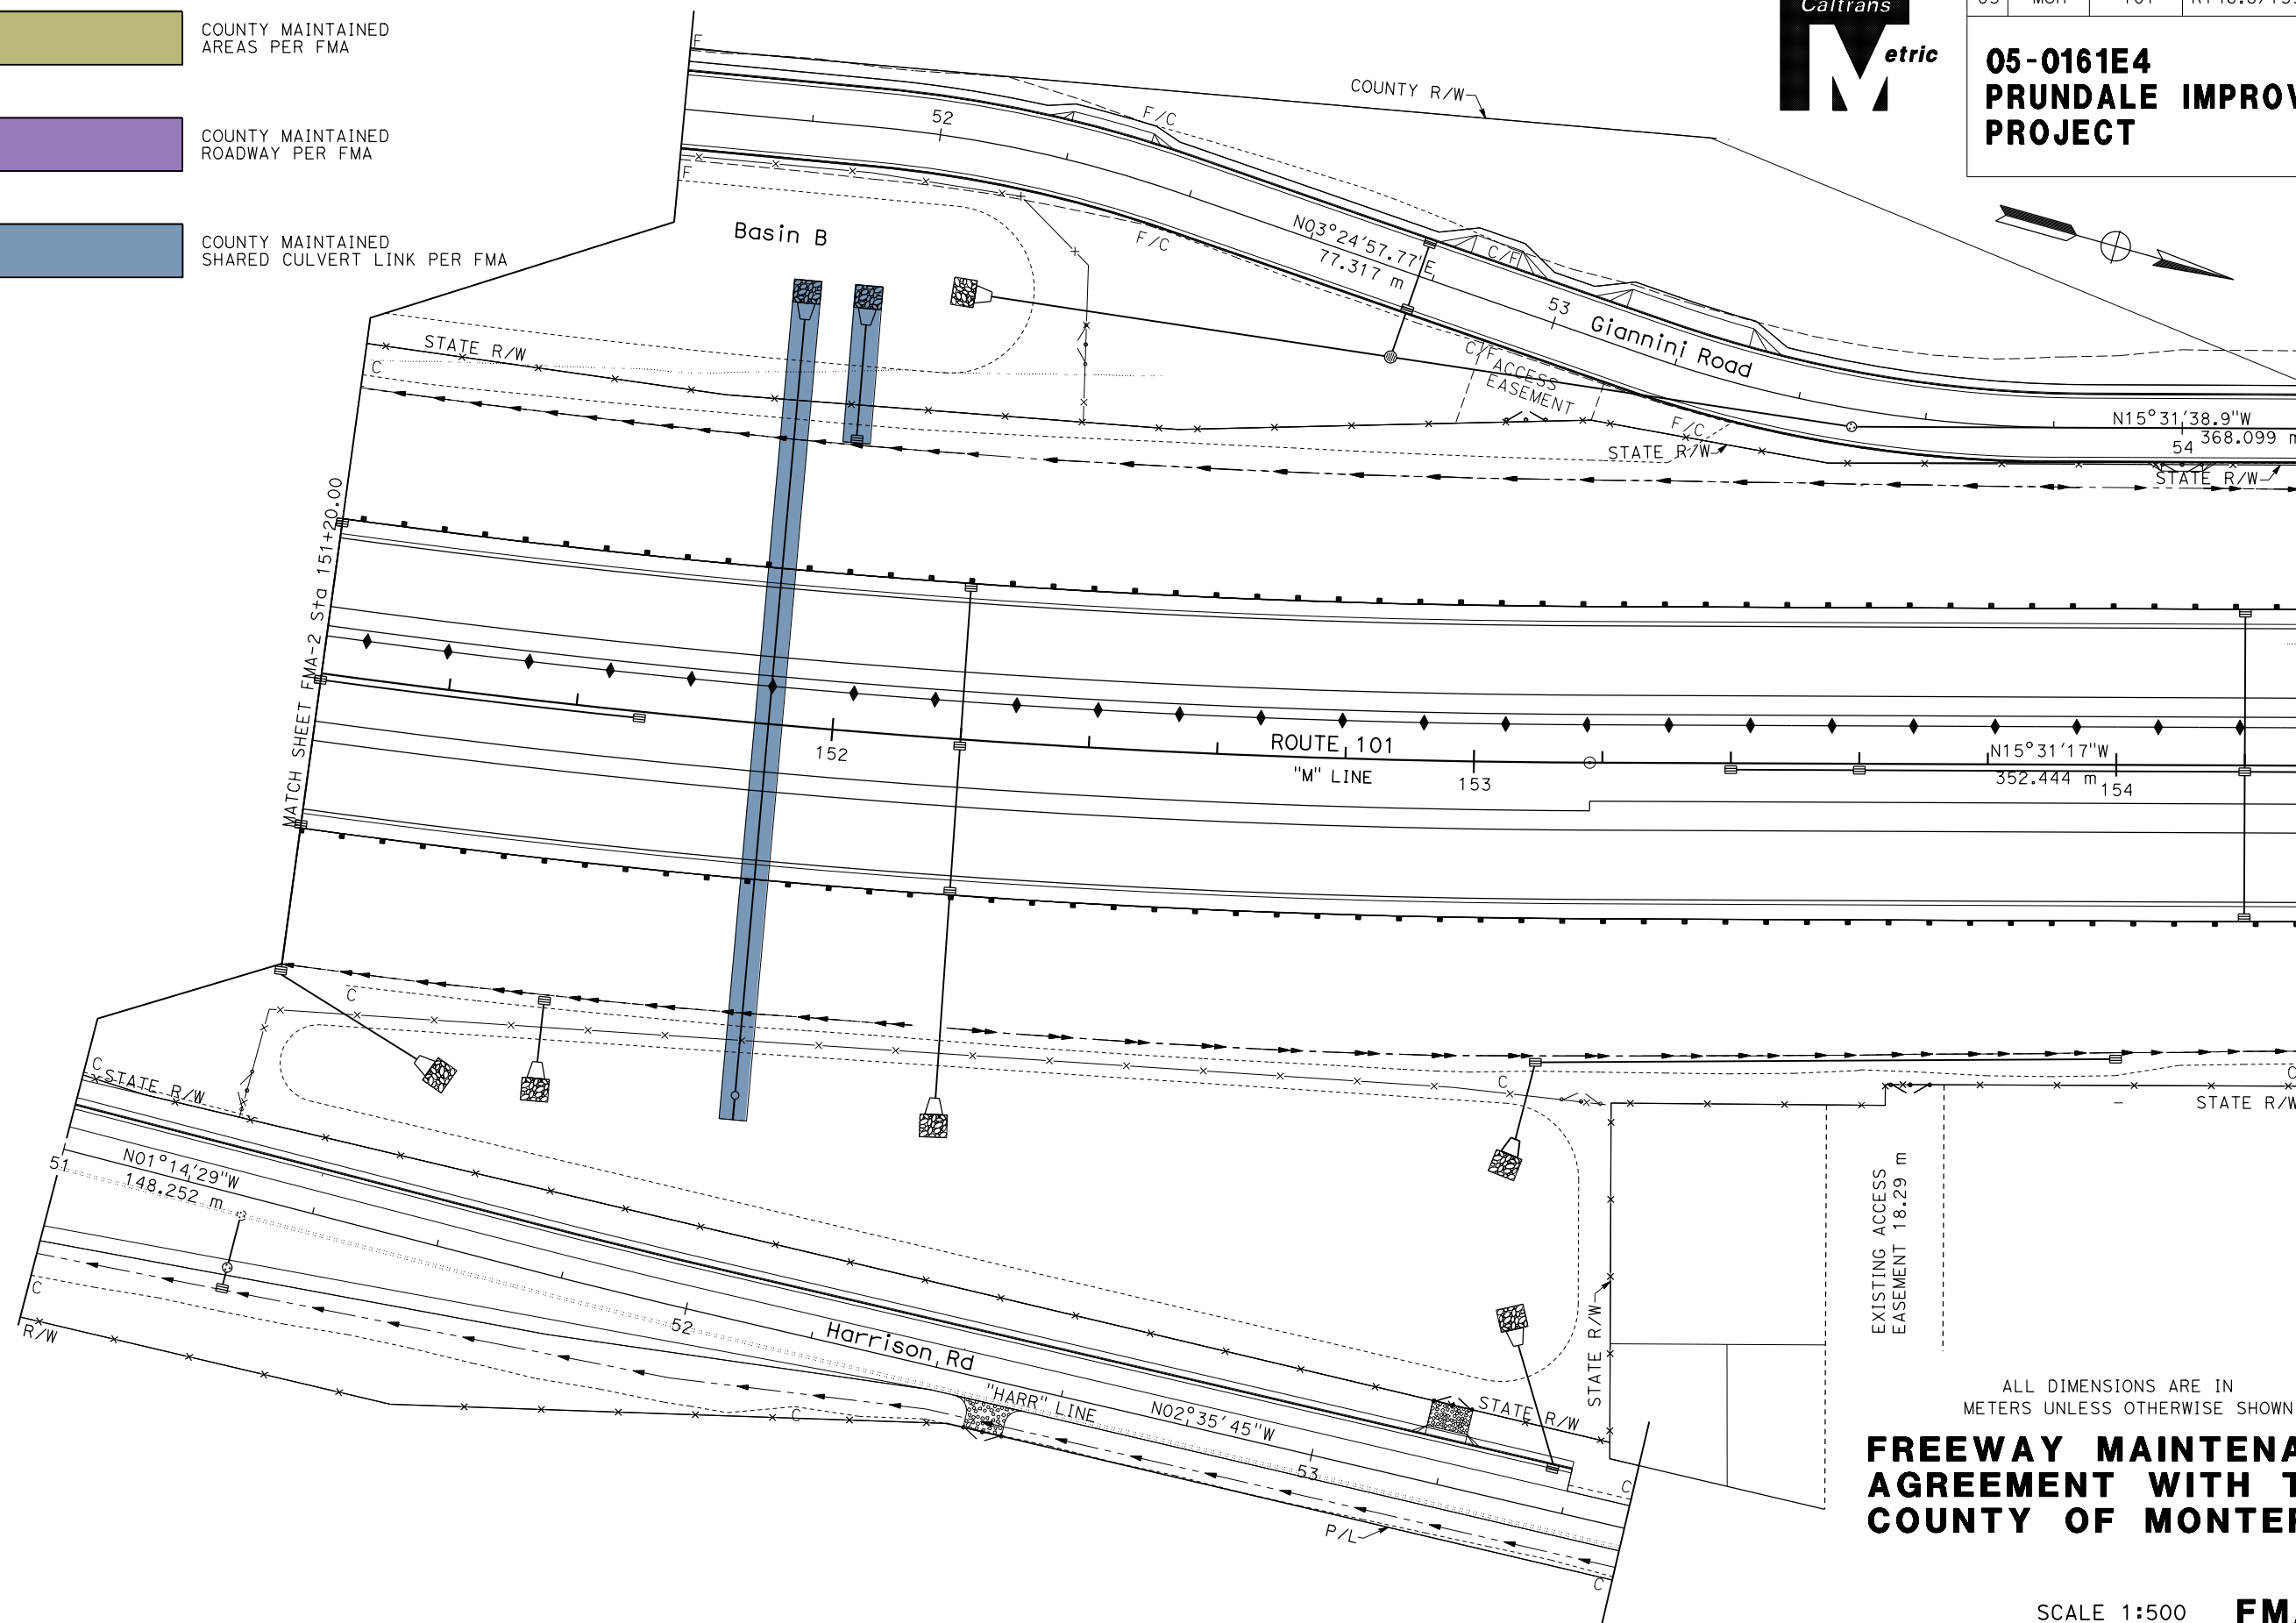 COUNTY MAINTAINED
AREAS PER FMA
COUNTY MAINTAINED
ROADWAY PER FMA
COUNTY MAINTAINED
SHARED CULVERT LINK PER FMA
Caltrans
Metric
05-0161E4
PRUNDALE IMPROV
PROJECT
COUNTY R/W
F
F/C
52
F
Basin B
F/C
N03°24'57.77"E
77.317 m
C/F
53
Giannini Road
C/F
ACCESS
EASEMENT
F/C
STATE R/W
STATE R/W
C
N15°31'38.9"W
54
368.099 m
STATE R/W
MATCH SHEET FMA-2 Sta 151+20.00
152
ROUTE 101
"M" LINE
153
N15°31'17"W
352.444 m
154
C
C
STATE R/W
C
C
STATE R/W
51
N01°14'29"W
148.252 m
C
R/W
52
Harrison Rd
"HARR" LINE
C
N02°35'45"W
53
STATE R/W
STATE R/W
EXISTING ACCESS
EASEMENT 18.29 m
C
C
P/L
ALL DIMENSIONS ARE IN
METERS UNLESS OTHERWISE SHOWN
FREEWAY MAINTENA
AGREEMENT WITH T
COUNTY OF MONTER
SCALE 1:500
FM